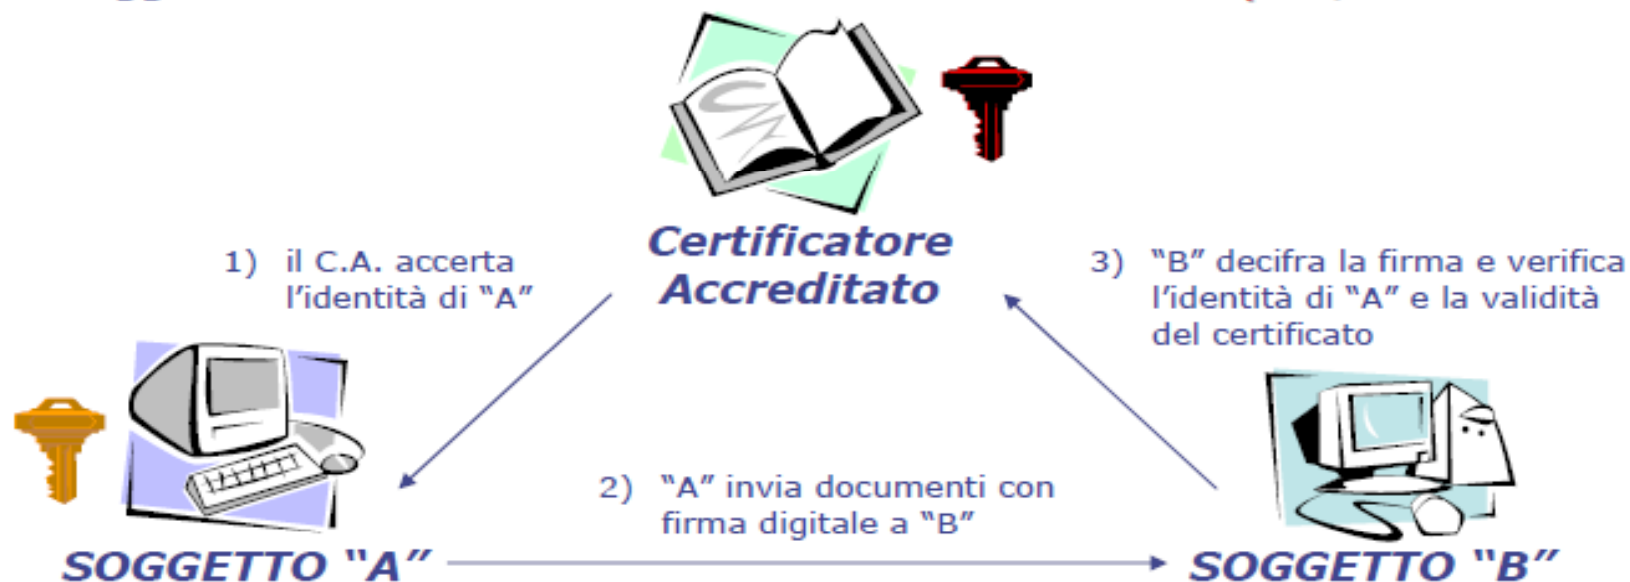 Certificatore
Accreditato
1) il C.A. accerta
l'identità di "A"
3) "B" decifra la firma e verifica
l'identità di "A" e la validità
del certificato
2) "A" invia documenti con
firma digitale a "B"
SOGGETTO "A"
SOGGETTO "B"